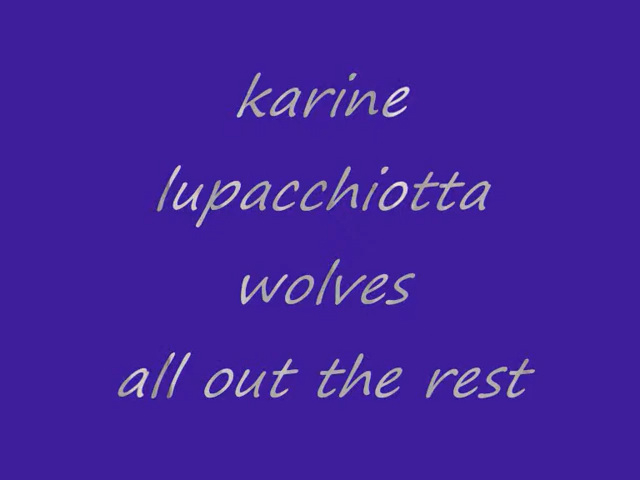 karine
lupacchiotta
wolves
all out the rest